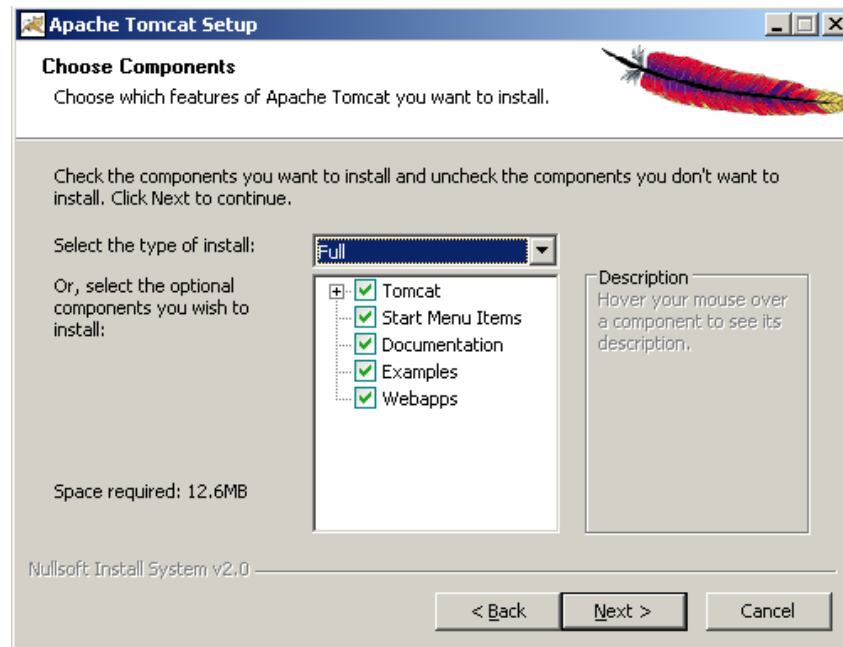 Apache Tomcat Setup
Choose Components
Choose which features of Apache Tomcat you want to install.
Check the components you want to install and uncheck the components you don't want to
install. Click Next to continue.
Select the type of install:
Full
Or, select the optional
components you wish to
install:
Tomcat
Start Menu Items
Documentation
Examples
Webapps
Description
Hover your mouse over
a component to see its
description.
Space required: 12.6MB
Nullsoft Install System v2.0
< Back
Next >
Cancel